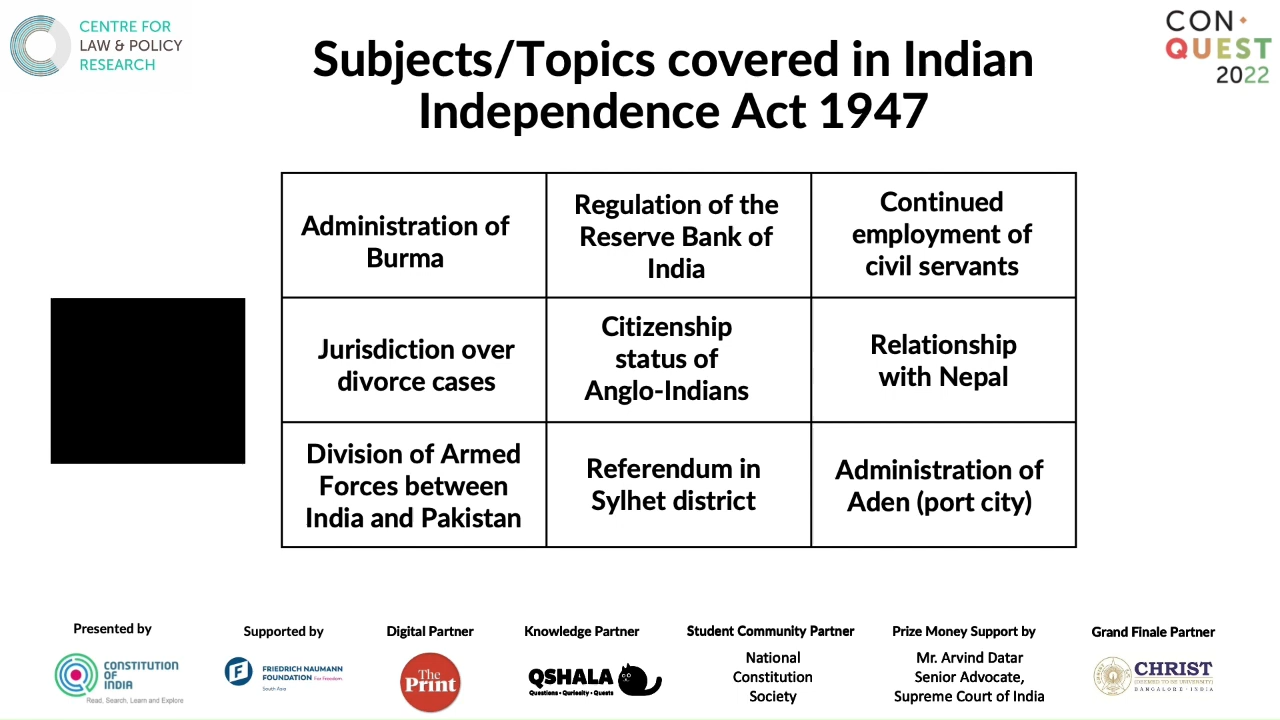 CENTRE FOR
LAW & POLICY
RESEARCH
CON·
QUEST
2022
Subjects/Topics covered in Indian
Independence Act 1947
Administration of
Burma
Regulation of the
Reserve Bank of
India
Continued
employment of
civil servants
Jurisdiction over
divorce cases
Citizenship
status of
Anglo-Indians
Relationship
with Nepal
Division of Armed
Forces between
India and Pakistan
Referendum in
Sylhet district
Administration of
Aden (port city)
Presented by
CONSTITUTION
OF
INDIA
Read, Search, Learn and Explore
Supported by
FRIEDRICH NAUMANN
FOUNDATION For Freedom.
South Asia
Digital Partner
The
Print
Knowledge Partner
QSHALA
Questions · Quriosity · Quests
Student Community Partner
National
Constitution
Society
Prize Money Support by
Mr. Arvind Datar
Senior Advocate,
Supreme Court of India
Grand Finale Partner
CHRIST
(DEEMED TO BE UNIVERSITY)
BANGALORE · INDIA